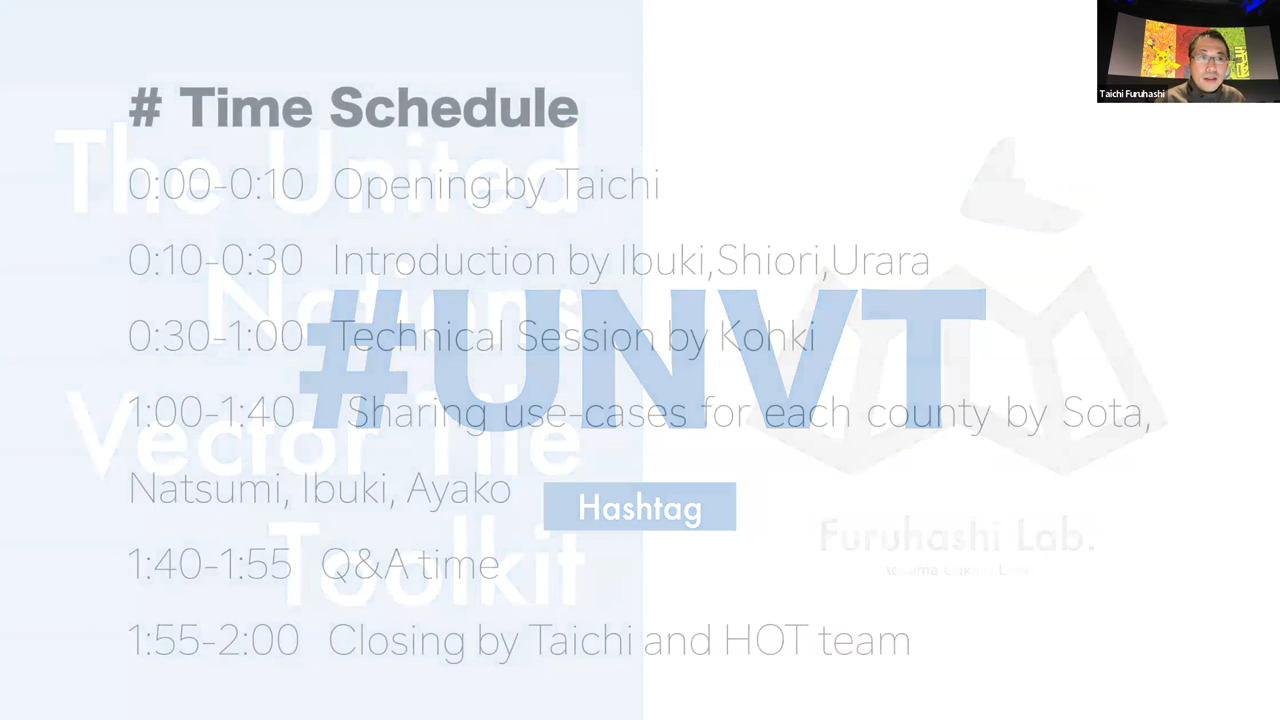 Taichi Furuhashi
# Time Schedule
0:00-0:10 Opening by Taichi
0:10-0:30 Introduction by Ibuki,Shiori,Urara
0:30-1:00 Technical Session by Konki
1:00-1:40 Sharing use-cases for each county by Sota,
Natsumi, Ibuki, Ayako
1:40-1:55 Q&A time
1:55-2:00 Closing by Taichi and HOT team
The United
Nations
Vector Tile
Toolkit
#UNVT
Hashtag
Furuhashi Lab.